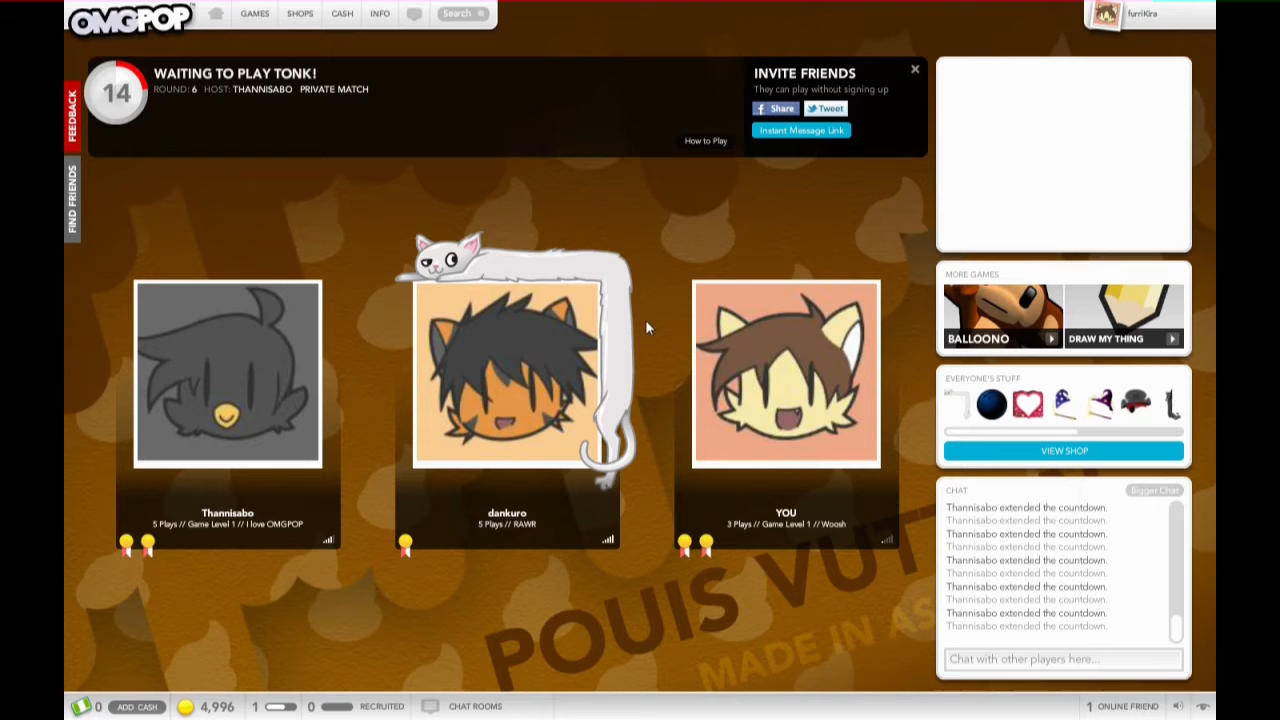 OMGPOP
GAMES
SHOPS
CASH
INFO
Search
furriKira
FEEDBACK
FIND FRIENDS
14
WAITING TO PLAY TONK!
ROUND: 6 HOST: THANNISABO PRIVATE MATCH
How to Play
INVITE FRIENDS
They can play without signing up
Share
Tweet
Instant Message Link
Thannisabo
5 Plays // Game Level 1 // I love OMGPOP
dankuro
5 Plays // RAWR
YOU
3 Plays // Game Level 1 // Woosh
POUIS VUT
MADE IN AS
MORE GAMES
BALLOONO
DRAW MY THING
EVERYONE'S STUFF
VIEW SHOP
CHAT
Bigger Chat
Thannisabo extended the countdown.
Thannisabo extended the countdown.
Thannisabo extended the countdown.
Thannisabo extended the countdown.
Thannisabo extended the countdown.
Thannisabo extended the countdown.
Thannisabo extended the countdown.
Thannisabo extended the countdown.
Thannisabo extended the countdown.
Thannisabo extended the countdown.
Chat with other players here...
0
ADD CASH
4,996
1
0
RECRUITED
CHAT ROOMS
1 ONLINE FRIEND